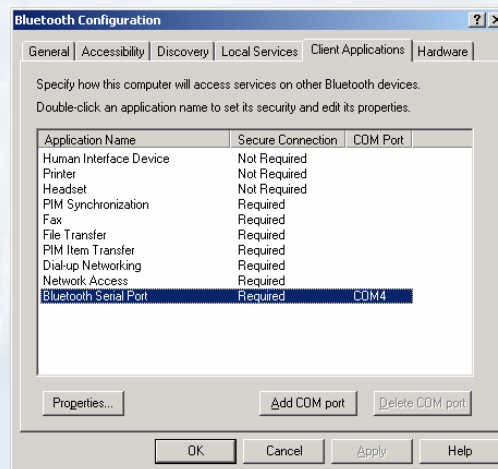 Bluetooth Configuration
General Accessibility Discovery Local Services Client Applications Hardware
Specify how this computer will access services on other Bluetooth devices.
Double-click an application name to set its security and edit its properties.
Application Name Secure Connection COM Port
Human Interface Device Not Required
Printer Not Required
Headset Not Required
PIM Synchronization Required
Fax Required
File Transfer Required
PIM Item Transfer Required
Dial-up Networking Required
Network Access Required
Bluetooth Serial Port Required COM4
Properties... Add COM port Delete COM port
OK Cancel Apply Help